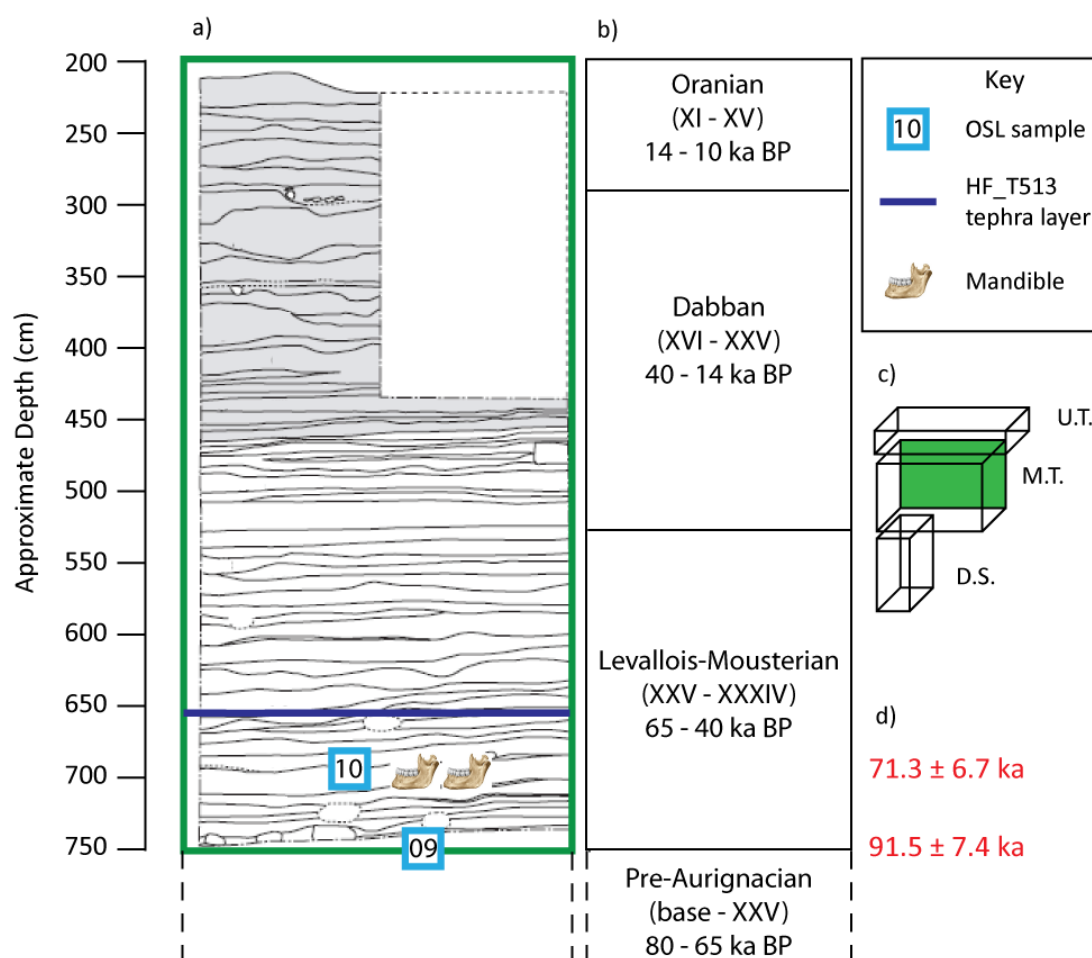 a)
b)
200
250
300
350
400
450
500
550
600
650
700
750
Approximate Depth (cm)
10
09
Oranian
(XI - XV)
14 - 10 ka BP
Dabban
(XVI - XXV)
40 - 14 ka BP
Levallois-Mousterian
(XXV - XXXIV)
65 - 40 ka BP
Pre-Aurignacian
(base - XXV)
80 - 65 ka BP
Key
10
OSL sample
HF_T513
tephra layer
Mandible
c)
U.T.
M.T.
D.S.
d)
71.3 ± 6.7 ka
91.5 ± 7.4 ka